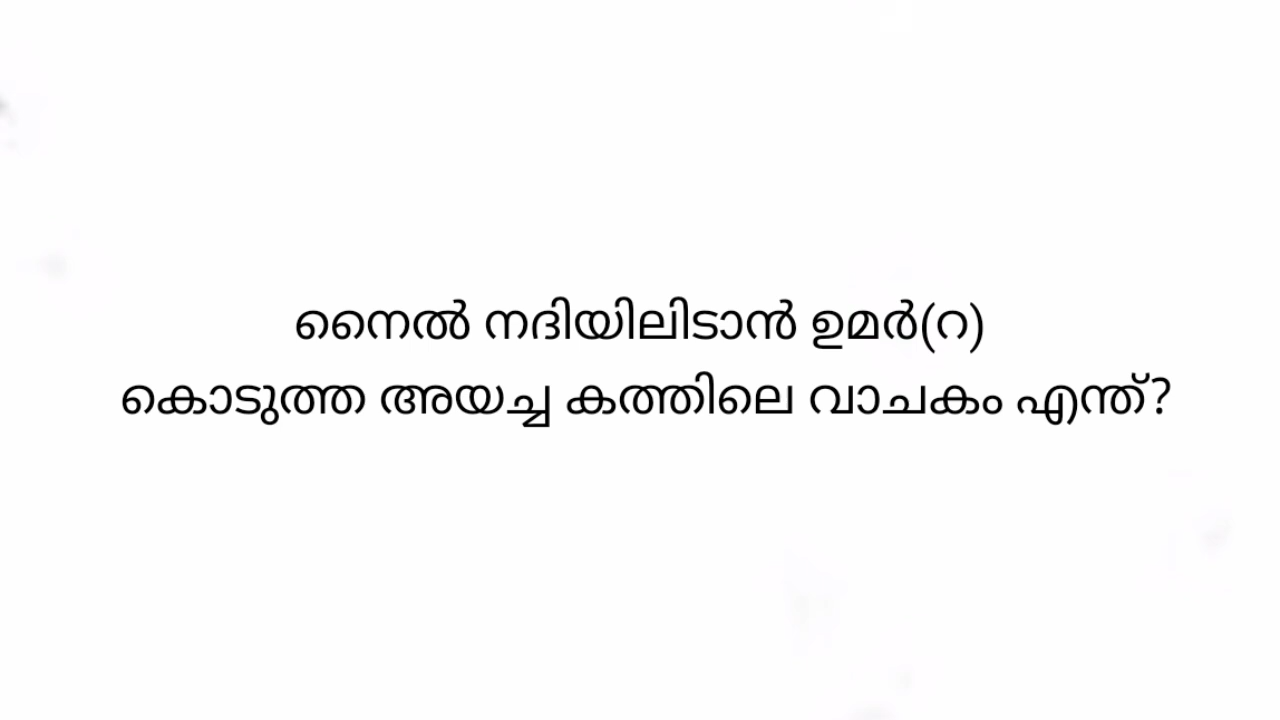 നൈൽ നദിയിലിടാൻ ഉമർ(റ)
കൊടുത്ത അയച്ച കത്തിലെ വാചകം എന്ത്?